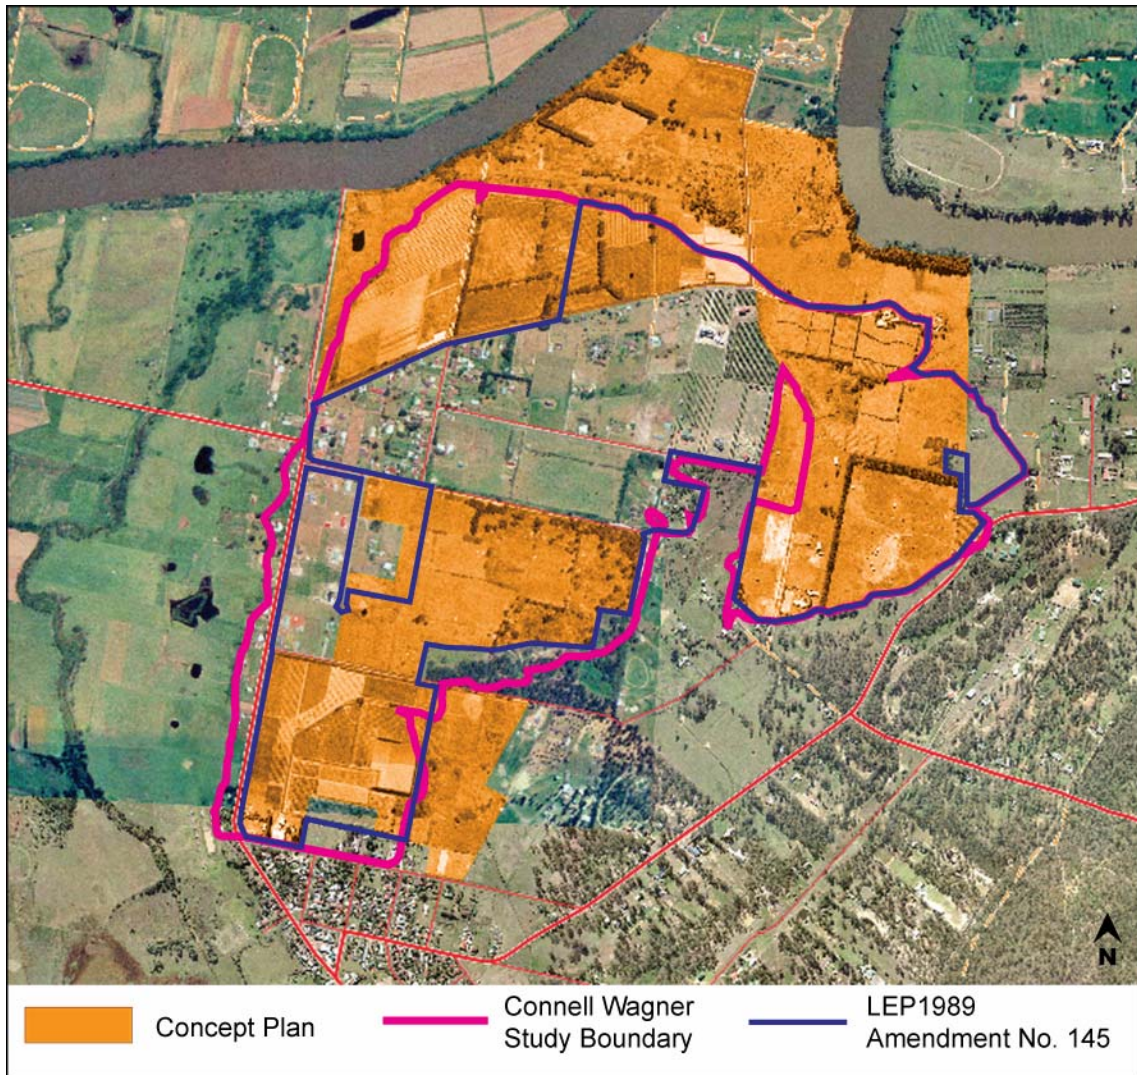 N
Concept Plan
Connell Wagner
Study Boundary
LEP1989
Amendment No. 145